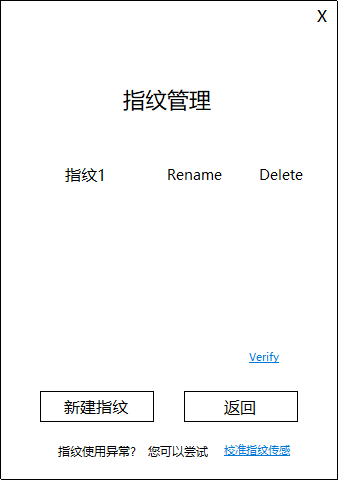 X
指纹管理
指纹1 Rename Delete
Verify
新建指纹 返回
指纹使用异常? 您可以尝试 校准指纹传感